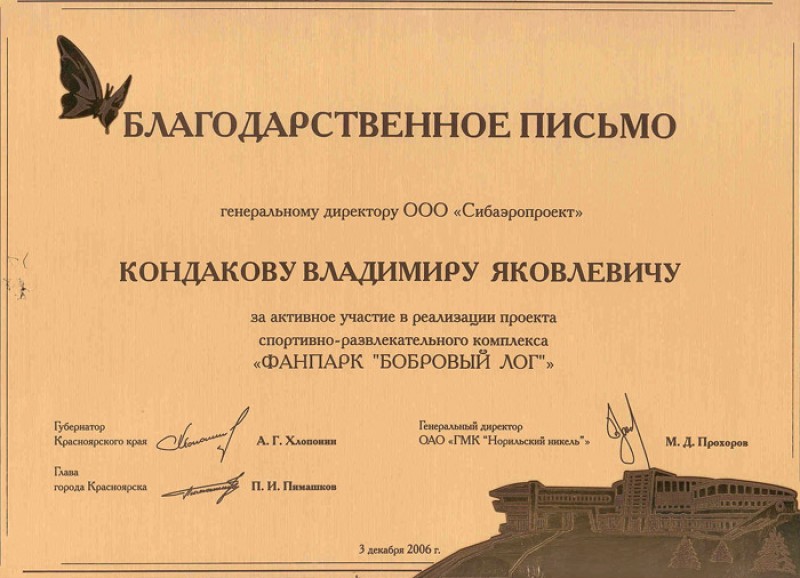 БЛАГОДАРСТВЕННОЕ ПИСЬМО
генеральному директору ООО «Сибаэропроект»
КОНДАКОВУ ВЛАДИМИРУ ЯКОВЛЕВИЧУ
за активное участие в реализации проекта
спортивно-развлекательного комплекса
«ФАНПАРК "БОБРОВЫЙ ЛОГ"»
Губернатор
Красноярского края А. Г. Хлопонин
Генеральный директор
ОАО «ГМК "Норильский никель"» М. Д. Прохоров
Глава
города Красноярска П. И. Пимашков
3 декабря 2006 г.